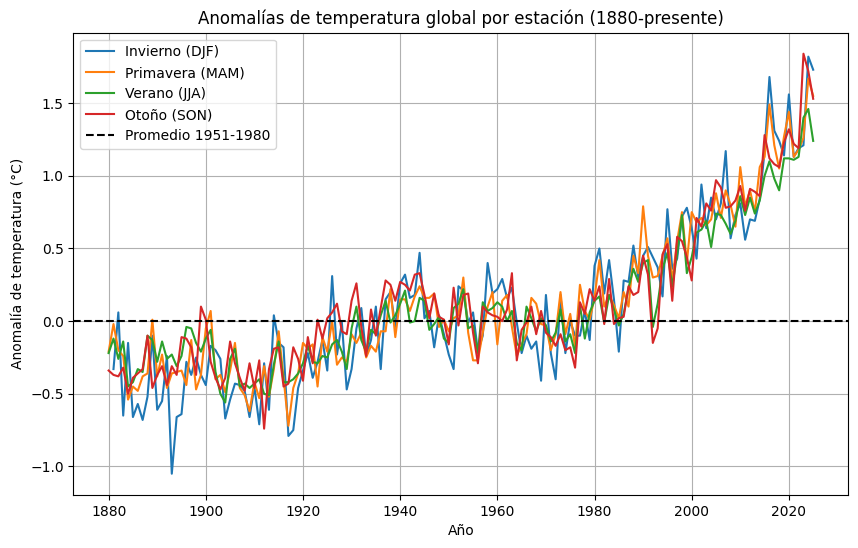 Anomalías de temperatura global por estación (1880-presente)
Invierno (DJF)
Primavera (MAM)
Verano (JJA)
Otoño (SON)
Promedio 1951-1980
Anomalía de temperatura (°C)
1.5
1.0
0.5
0.0
−0.5
−1.0
1880 1900 1920 1940 1960 1980 2000 2020
Año